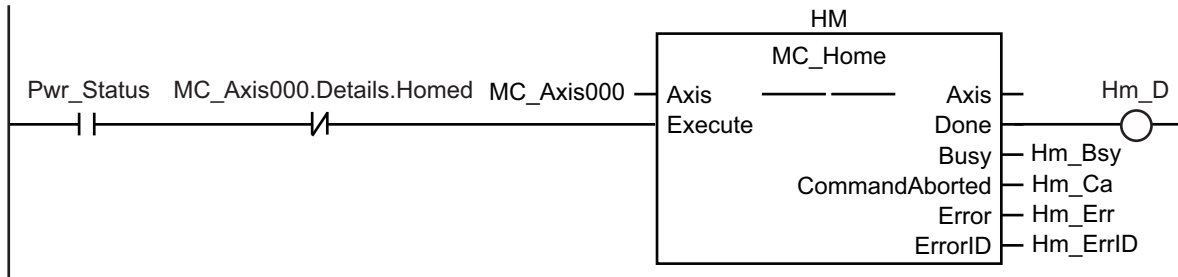 HM
MC_Home
Pwr_Status MC_Axis000.Details.Homed MC_Axis000 Axis Axis Hm_D
Execute Done
Busy Hm_Bsy
CommandAborted Hm_Ca
Error Hm_Err
ErrorID Hm_ErrID